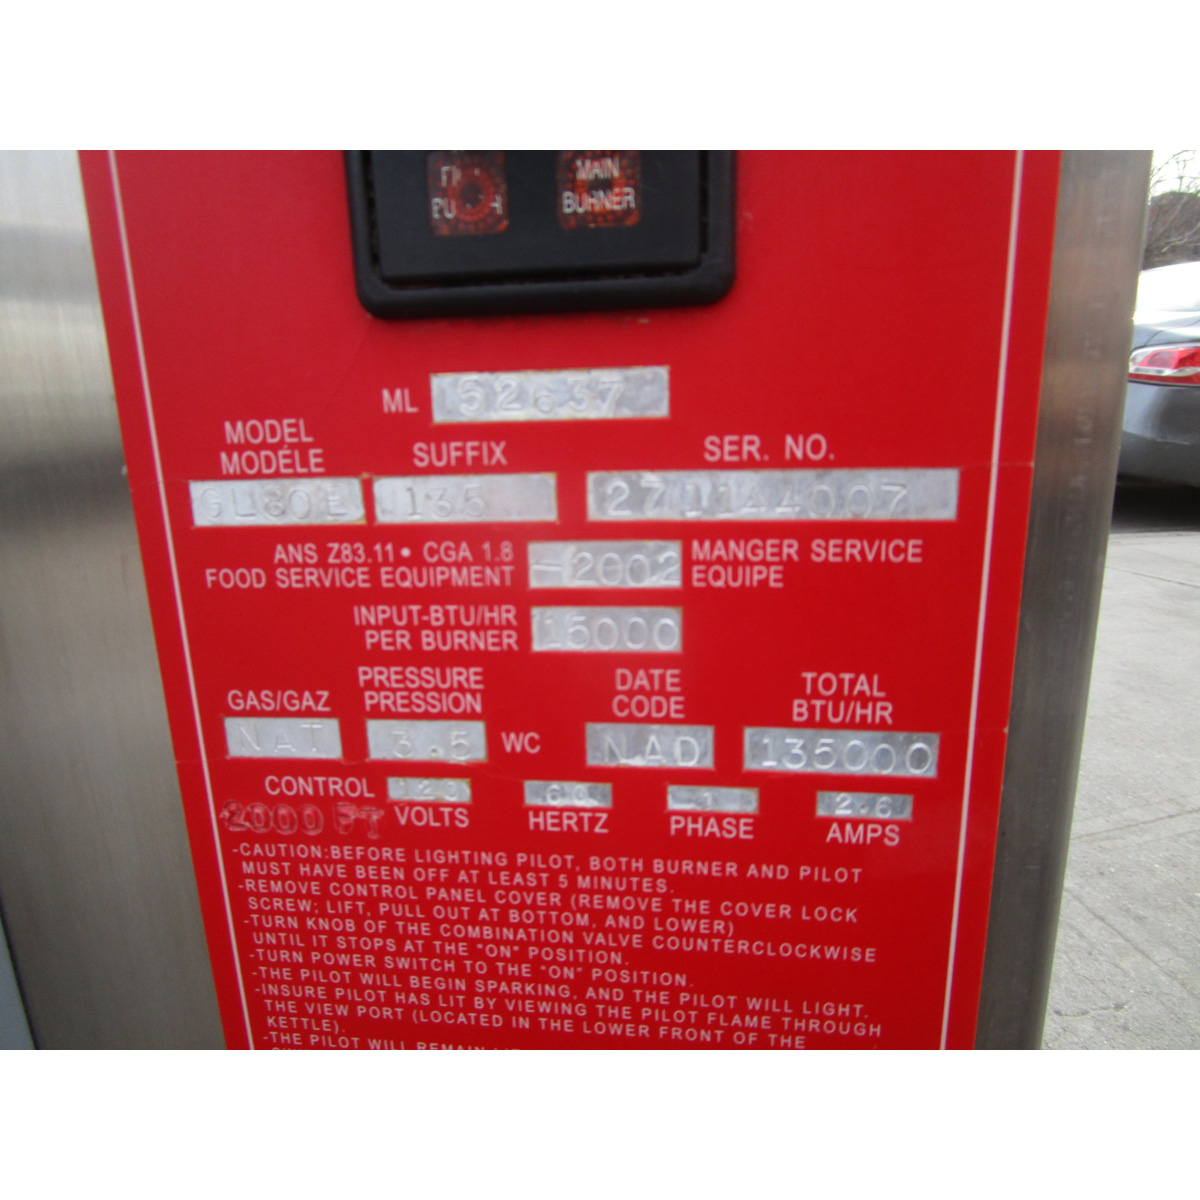 MAIN
BURNER
ML 52637
MODEL
MODÉLE
SUFFIX
SER. NO.
GL80E 135 271144007
ANS Z83.11 • CGA 1.8
FOOD SERVICE EQUIPMENT
-2002
MANGER SERVICE
EQUIPE
INPUT-BTU/HR
PER BURNER
15000
GAS/GAZ
PRESSURE
PRESSION
DATE
CODE
TOTAL
BTU/HR
NAT 3.5 WC NAD 135000
CONTROL 120 60 1 2.6
2000 FT VOLTS HERTZ PHASE AMPS
-CAUTION:BEFORE LIGHTING PILOT, BOTH BURNER AND PILOT
MUST HAVE BEEN OFF AT LEAST 5 MINUTES.
-REMOVE CONTROL PANEL COVER (REMOVE THE COVER LOCK
SCREW; LIFT, PULL OUT AT BOTTOM, AND LOWER)
-TURN KNOB OF THE COMBINATION VALVE COUNTERCLOCKWISE
UNTIL IT STOPS AT THE "ON" POSITION.
-TURN POWER SWITCH TO THE "ON" POSITION.
-THE PILOT WILL BEGIN SPARKING, AND THE PILOT WILL LIGHT.
-INSURE PILOT HAS LIT BY VIEWING THE PILOT FLAME THROUGH
THE VIEW PORT (LOCATED IN THE LOWER FRONT OF THE
KETTLE).
-THE PILOT WILL REMAIN